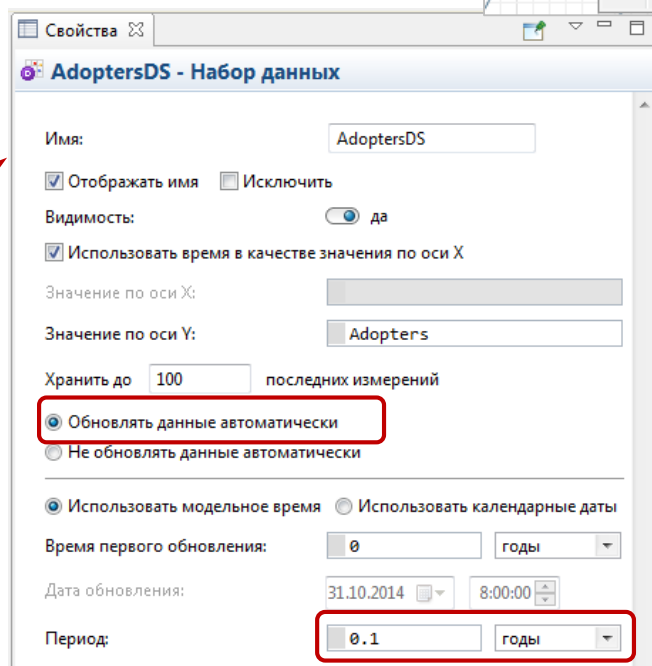 Свойства
AdoptersDS - Набор данных
Имя: AdoptersDS
Отображать имя Исключить
Видимость: да
Использовать время в качестве значения по оси X
Значение по оси X:
Значение по оси Y: Adopters
Хранить до 100 последних измерений
Обновлять данные автоматически
Не обновлять данные автоматически
Использовать модельное время Использовать календарные даты
Время первого обновления: 0 годы
Дата обновления: 31.10.2014 8:00:00
Период: 0.1 годы